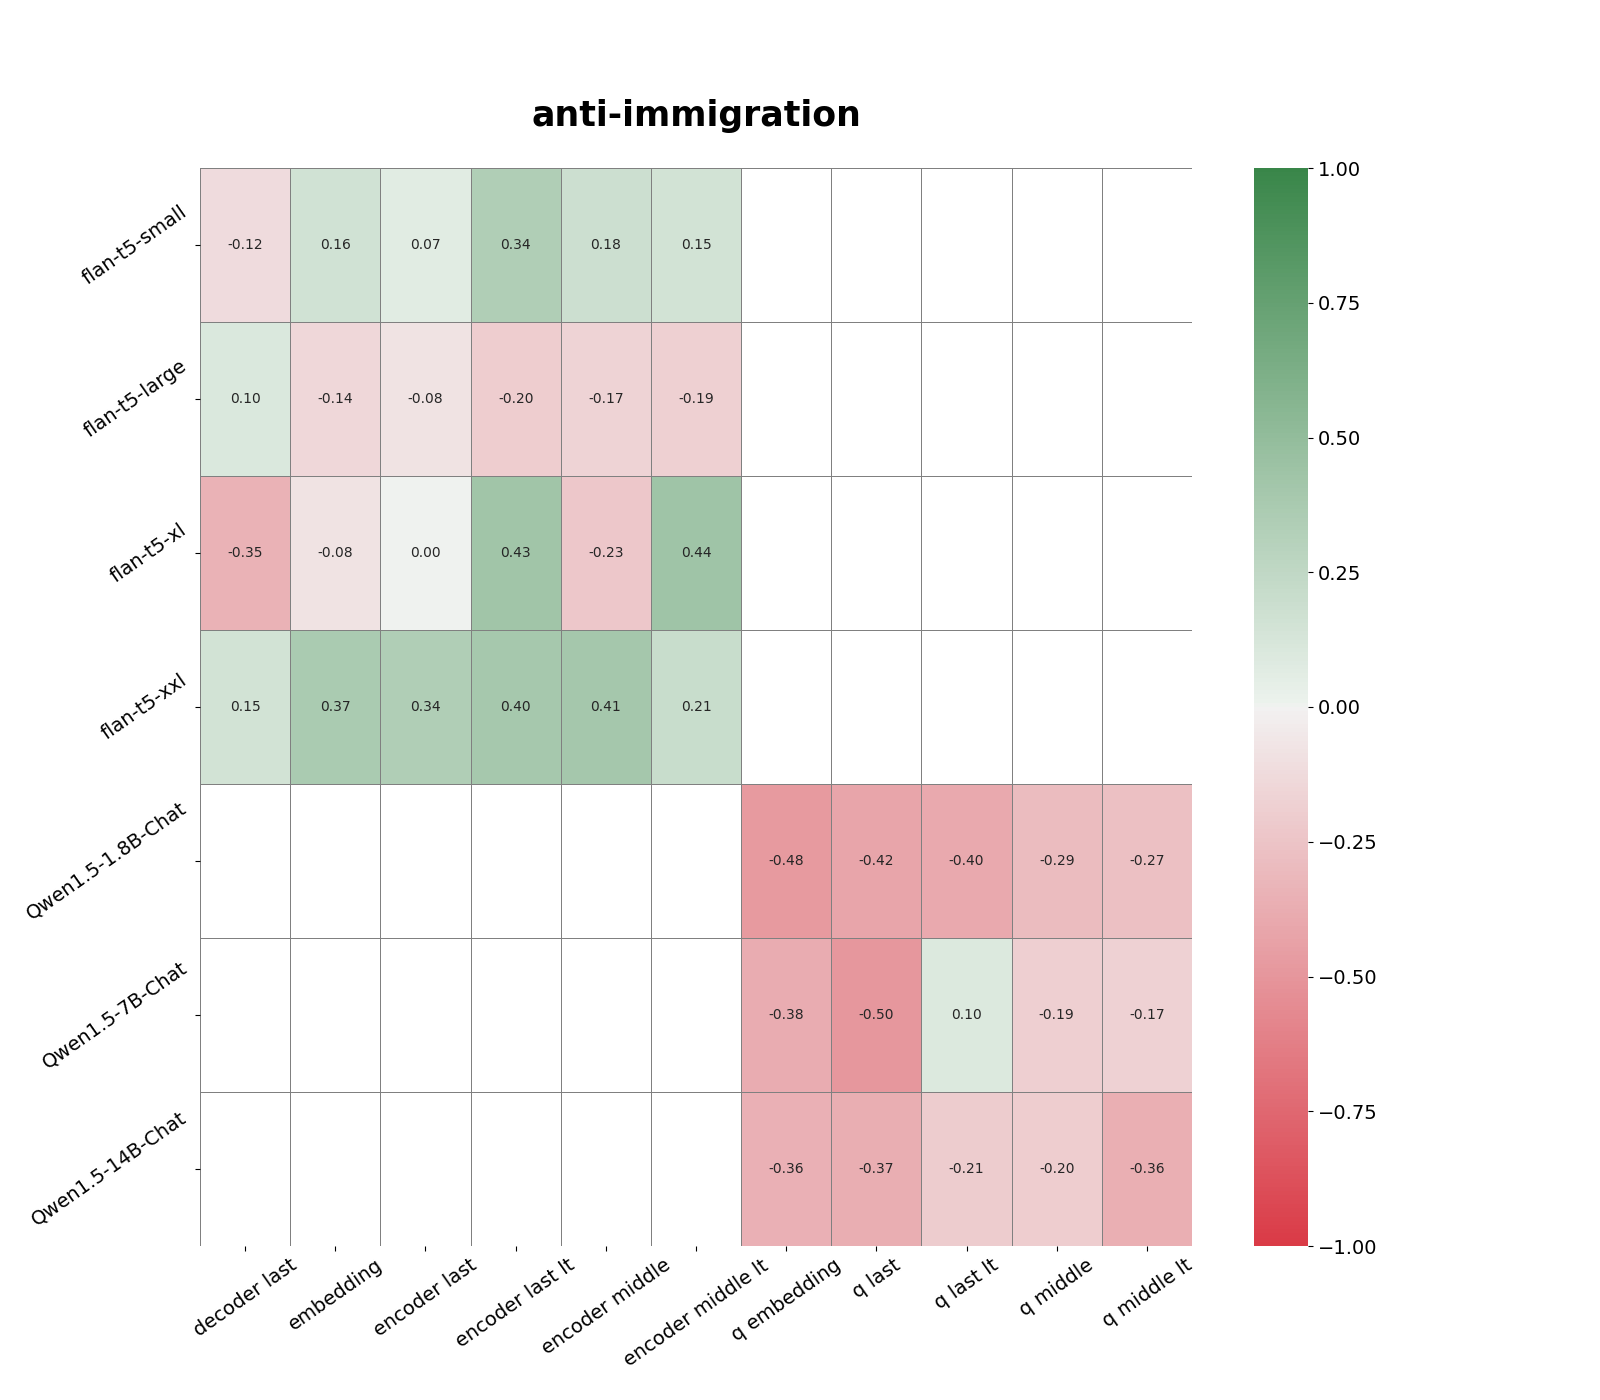 anti-immigration
flan-t5-small
-0.12 0.16 0.07 0.34 0.18 0.15
flan-t5-large
0.10 -0.14 -0.08 -0.20 -0.17 -0.19
flan-t5-xl
-0.35 -0.08 0.00 0.43 -0.23 0.44
flan-t5-xxl
0.15 0.37 0.34 0.40 0.41 0.21
Qwen1.5-1.8B-Chat
-0.48 -0.42 -0.40 -0.29 -0.27
Qwen1.5-7B-Chat
-0.38 -0.50 0.10 -0.19 -0.17
Qwen1.5-14B-Chat
-0.36 -0.37 -0.21 -0.20 -0.36
decoder last
embedding
encoder last
encoder last lt
encoder middle
encoder middle lt
q embedding
q last
q last lt
q middle
q middle lt
1.00
0.75
0.50
0.25
0.00
−0.25
−0.50
−0.75
−1.00